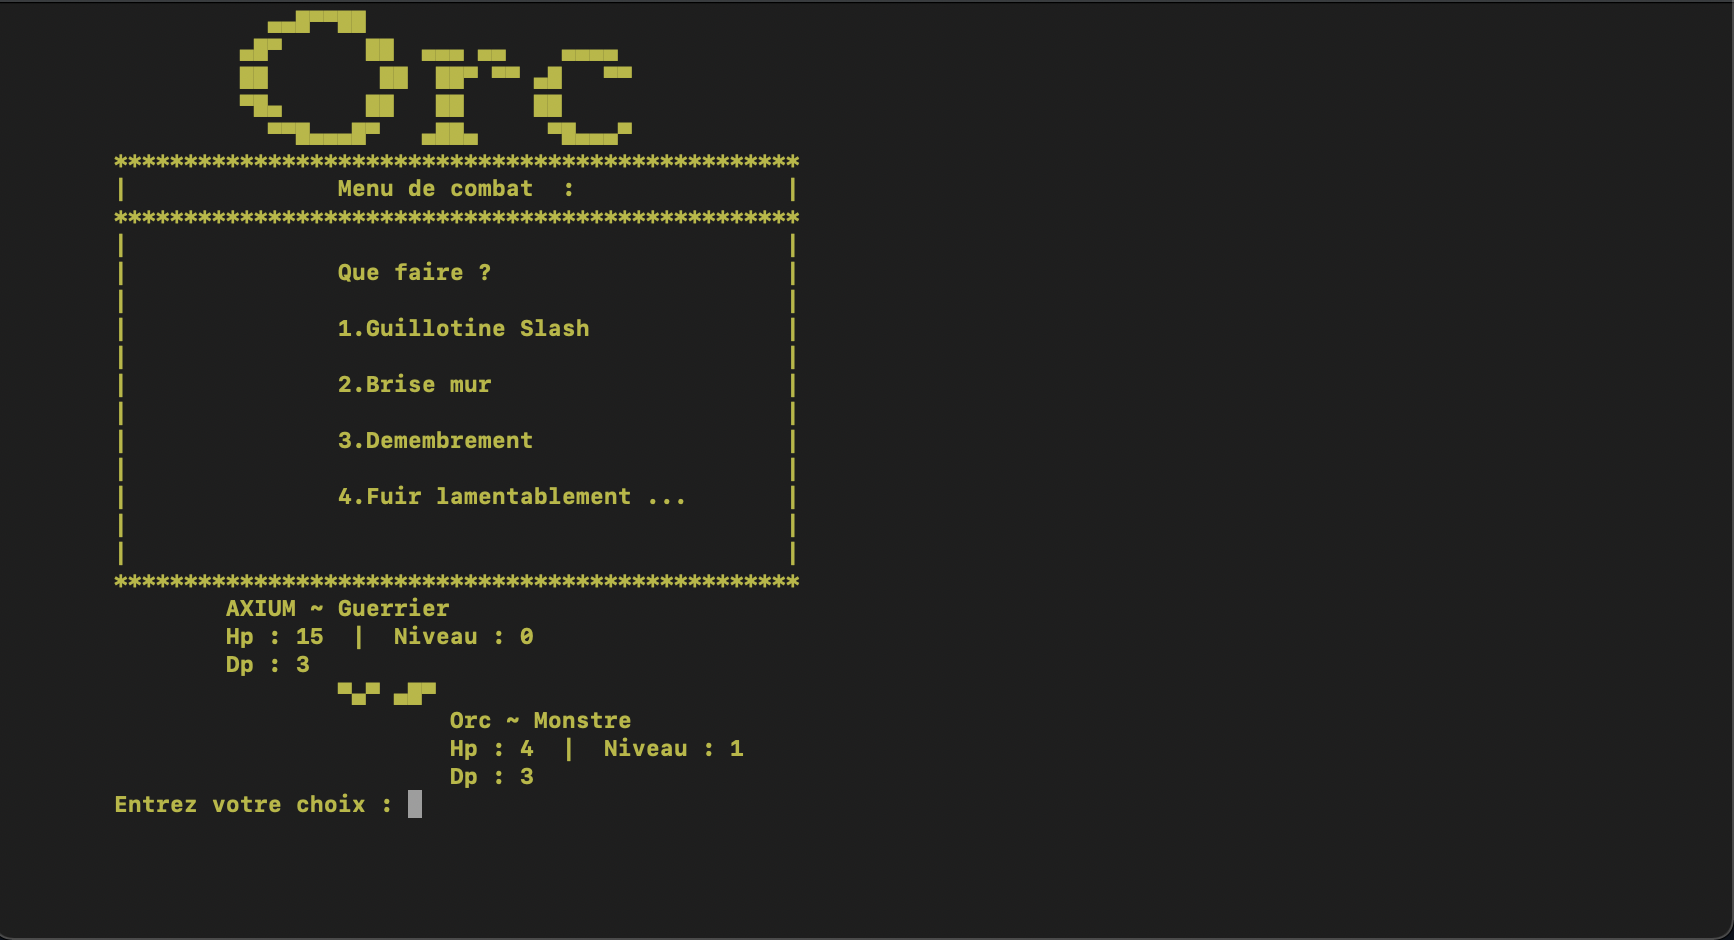 Orc
*************************************************
| Menu de combat  : |
*************************************************
Que faire ?
1.Guillotine Slash
2.Brise mur
3.Demembrement
4.Fuir lamentablement ...
*************************************************
AXIUM ~ Guerrier
Hp : 15  |  Niveau : 0
Dp : 3
Vs
Orc ~ Monstre
Hp : 4  |  Niveau : 1
Dp : 3
Entrez votre choix :